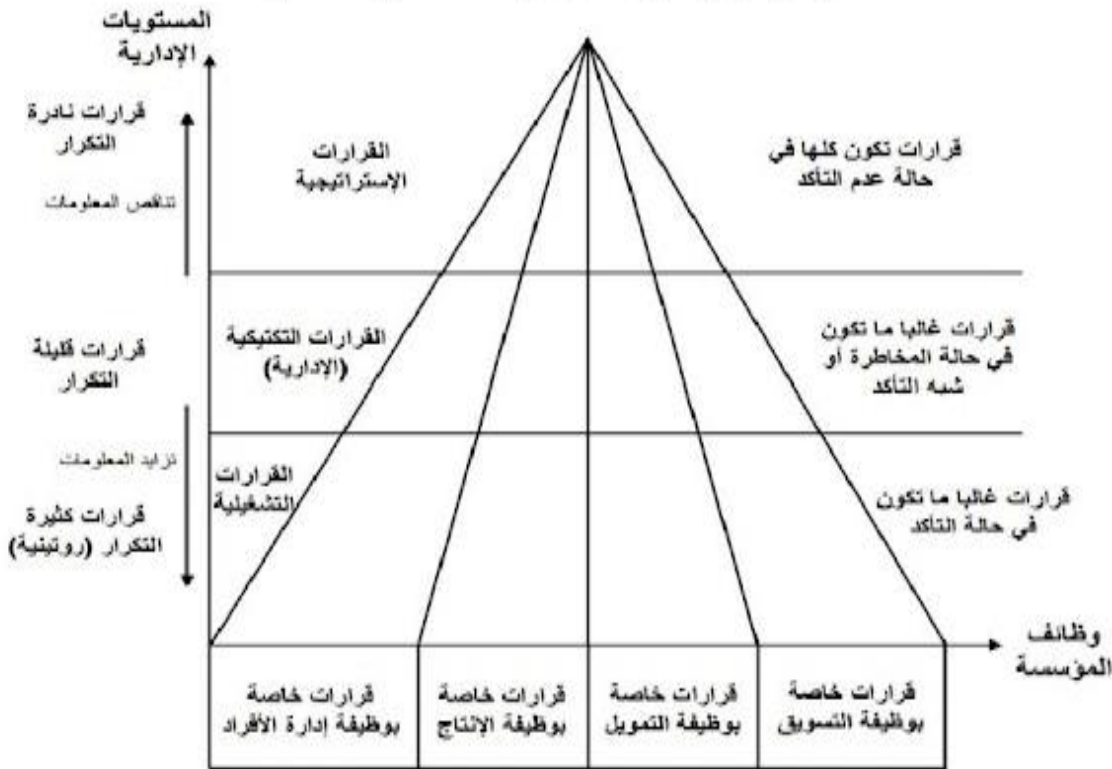 المستويات
الإدارية
قرارات نادرة
التكرار
تناقص المعلومات
القرارات
الإستراتيجية
قرارات تكون كلها في
حالة عدم التأكد
قرارات قليلة
التكرار
القرارات التكتيكية
(الإدارية)
قرارات غالبا ما تكون
في حالة المخاطرة أو
شبه التأكد
تزايد المعلومات
قرارات كثيرة
التكرار (روتينية)
القرارات
التشغيلية
قرارات غالبا ما تكون
في حالة التأكد
وظائف
المؤسسة
قرارات خاصة
بوظيفة إدارة الأفراد
قرارات خاصة
بوظيفة الإنتاج
قرارات خاصة
بوظيفة التمويل
قرارات خاصة
بوظيفة التسويق